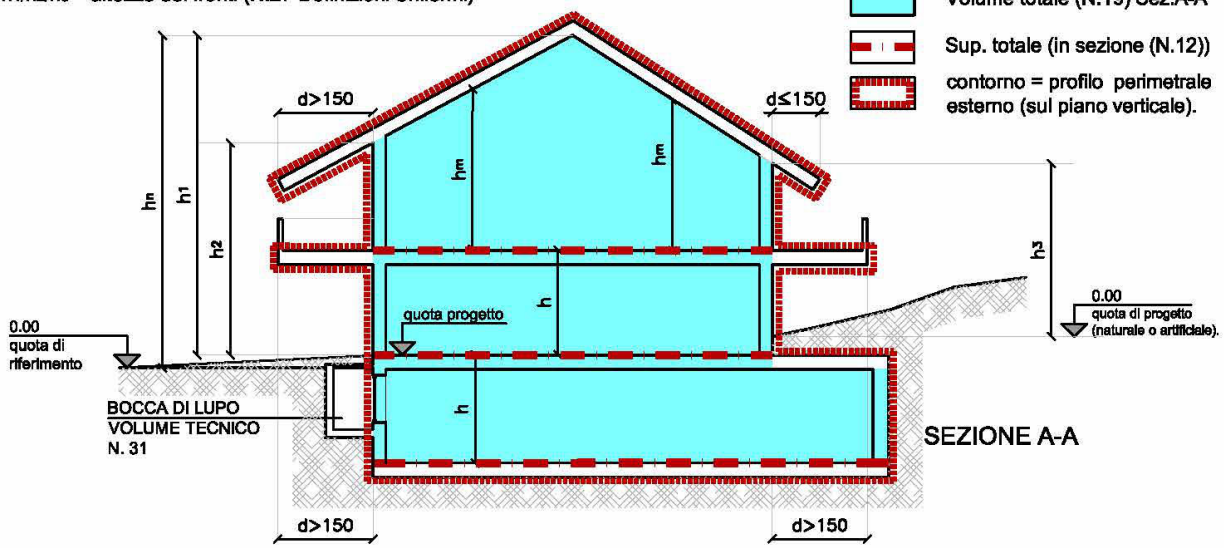 Volume totale (N.19) Sez.A-A
Sup. totale (in sezione (N.12))
contorno = profilo perimetrale
esterno (sul piano verticale).
d>150
d≤150
hn
h1
h2
hm
hm
h3
h
quota progetto
0.00
quota di
riferimento
0.00
quota di progetto
(naturale o artificiale).
BOCCA DI LUPO
VOLUME TECNICO
N. 31
h
SEZIONE A-A
d>150
d>150